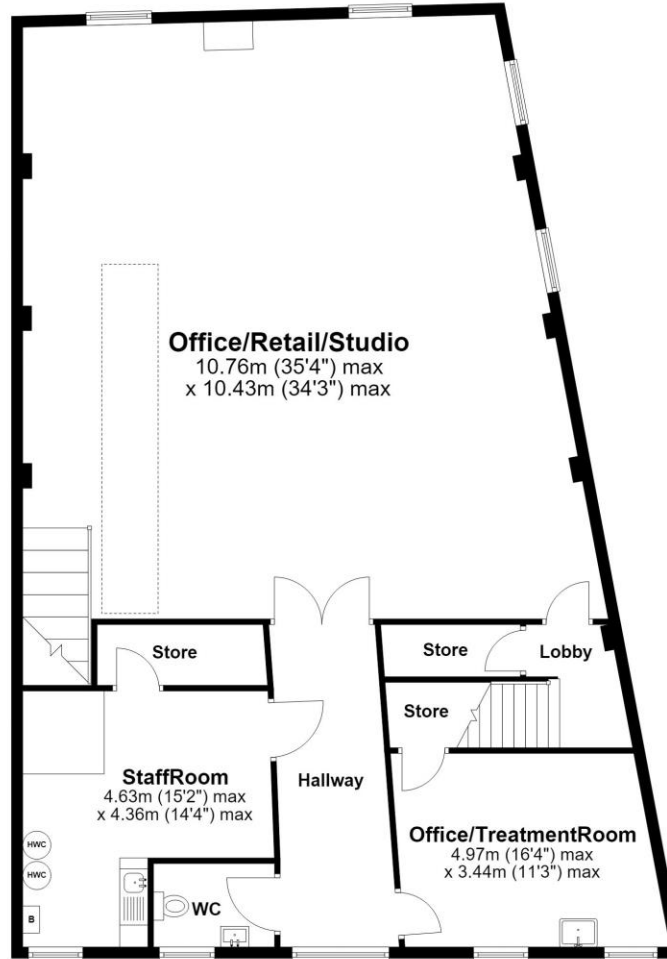 Office/Retail/Studio
10.76m (35'4") max
x 10.43m (34'3") max
Store
Store
Lobby
Store
StaffRoom
4.63m (15'2") max
x 4.36m (14'4") max
Hallway
Office/TreatmentRoom
4.97m (16'4") max
x 3.44m (11'3") max
HWC
HWC
B
WC